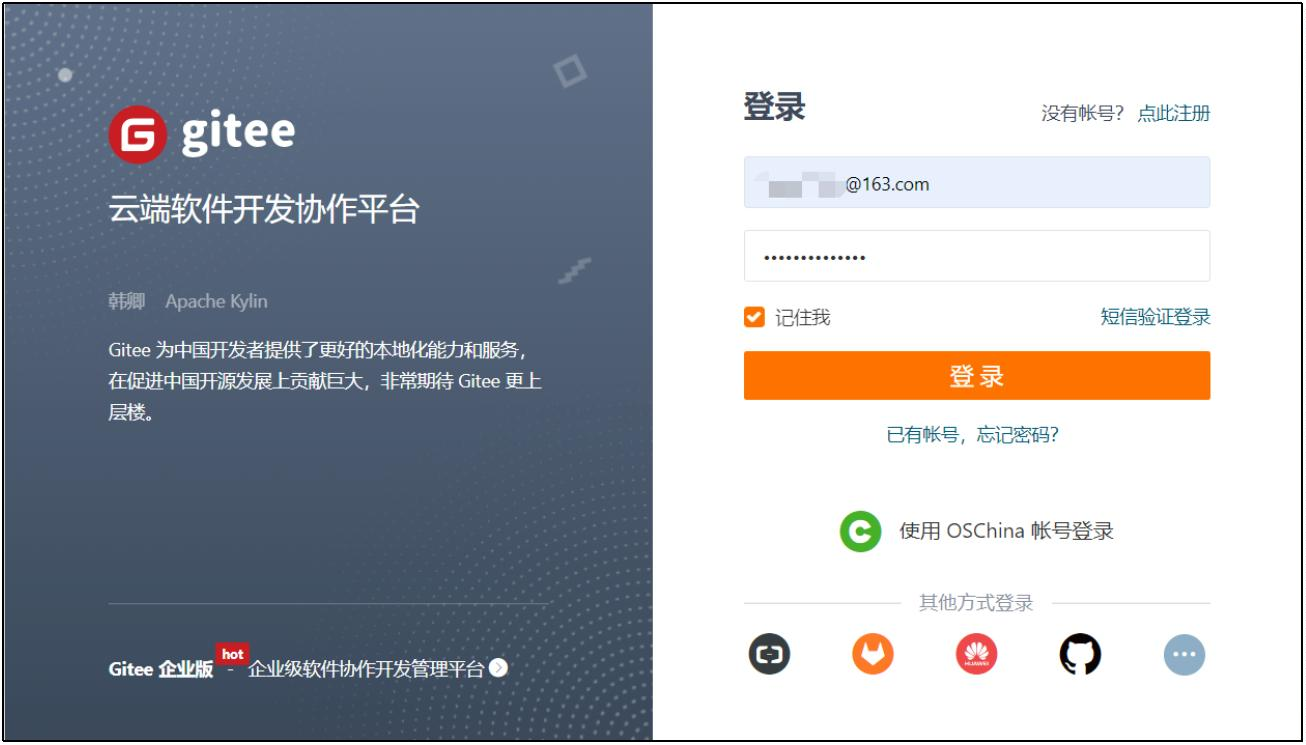 gitee
云端软件开发协作平台
韩卿 Apache Kylin
Gitee 为中国开发者提供了更好的本地化能力和服务，
在促进中国开源发展上贡献巨大，非常期待 Gitee 更上
层楼。
Gitee 企业版 hot - 企业级软件协作开发管理平台
登录
没有帐号？ 点此注册
@163.com
记住我 短信验证登录
登 录
已有帐号，忘记密码？
使用 OSChina 帐号登录
其他方式登录
HUAWEI